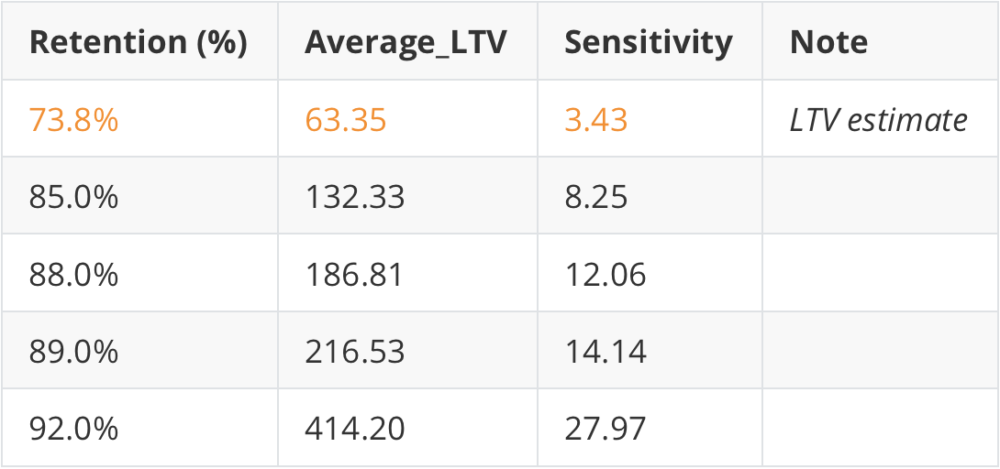 Retention (%) Average_LTV Sensitivity Note
73.8% 63.35 3.43 LTV estimate
85.0% 132.33 8.25
88.0% 186.81 12.06
89.0% 216.53 14.14
92.0% 414.20 27.97